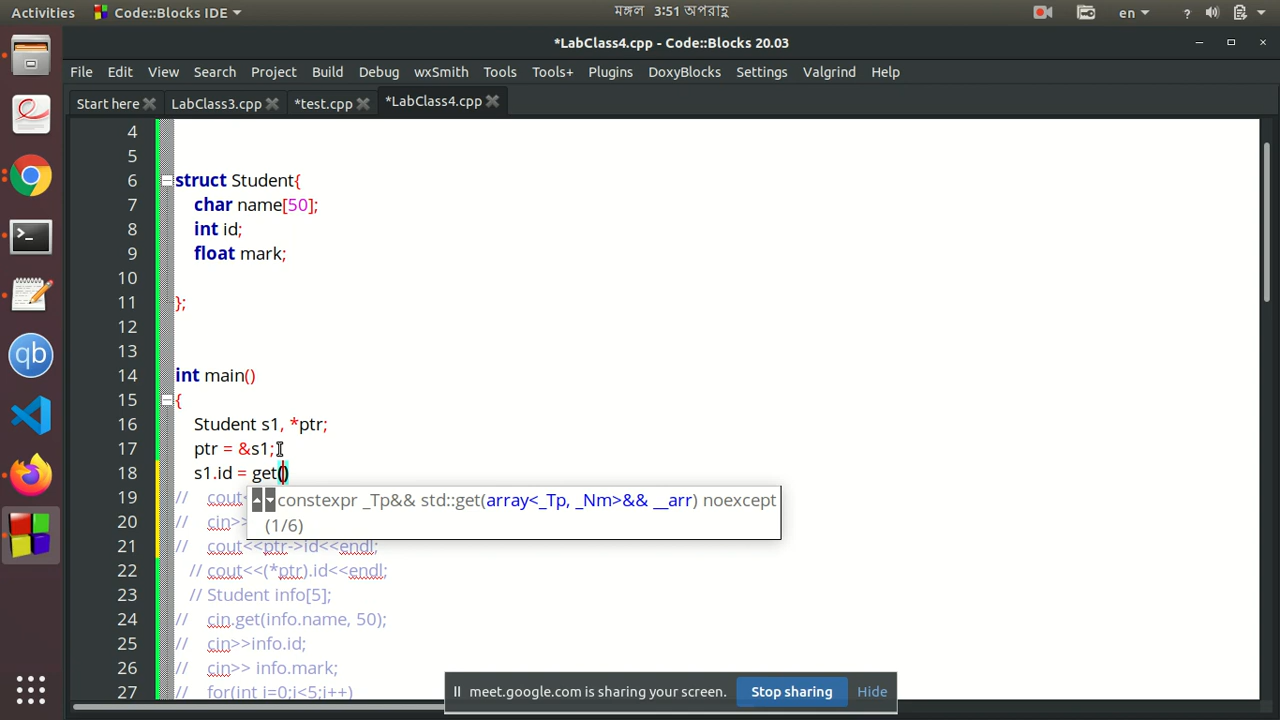 Activities Code::Blocks IDE মঙ্গল 3:51 অপরাহ্ণ en ?
*LabClass4.cpp - Code::Blocks 20.03
File Edit View Search Project Build Debug wxSmith Tools Tools+ Plugins DoxyBlocks Settings Valgrind Help
Start here LabClass3.cpp *test.cpp *LabClass4.cpp
4
5
6 struct Student{
7 char name[50];
8 int id;
9 float mark;
10
11 };
12
13
14 int main()
15 {
16 Student s1, *ptr;
17 ptr = &s1;
18 s1.id = get()
19 // cout<
constexpr _Tp&& std::get(array<_Tp, _Nm>&& __arr) noexcept
20 // cin>>
(1/6)
21 // cout<<ptr->id<<endl;
22 // cout<<(*ptr).id<<endl;
23 // Student info[5];
24 // cin.get(info.name, 50);
25 // cin>>info.id;
26 // cin>> info.mark;
27 // for(int i=0;i<5;i++)
meet.google.com is sharing your screen. Stop sharing Hide